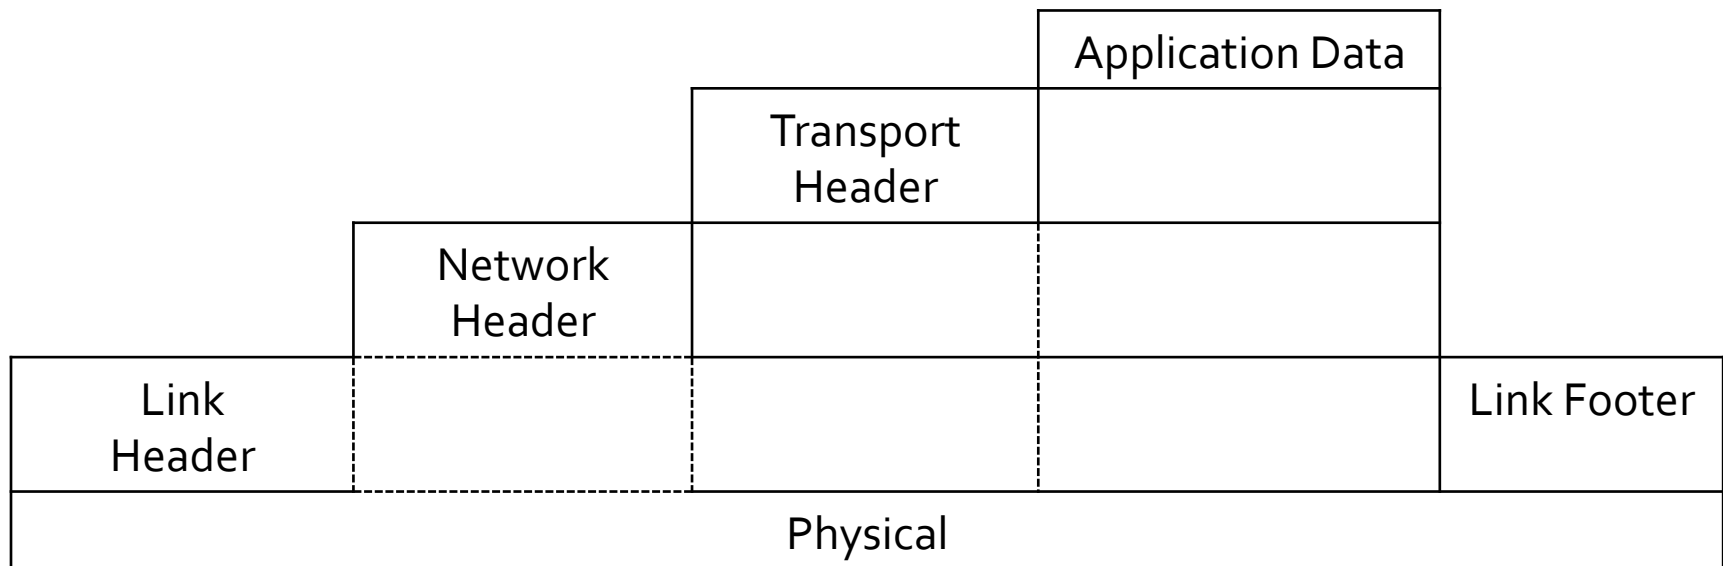 Application Data
Transport
Header
Network
Header
Link
Header
Link Footer
Physical